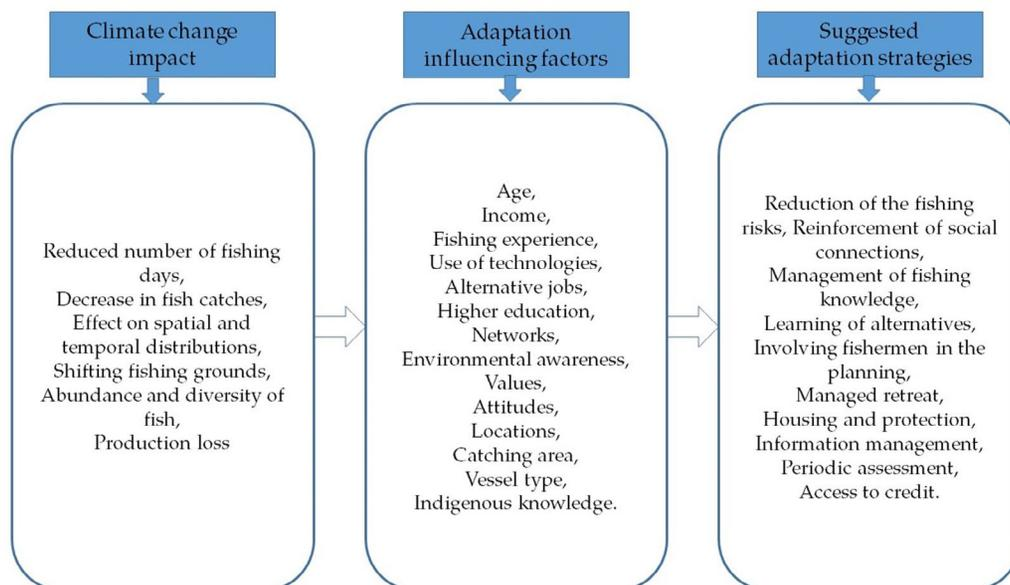 Climate change
impact
Adaptation
influencing factors
Suggested
adaptation strategies
Reduced number of fishing
days,
Decrease in fish catches,
Effect on spatial and
temporal distributions,
Shifting fishing grounds,
Abundance and diversity of
fish,
Production loss
Age,
Income,
Fishing experience,
Use of technologies,
Alternative jobs,
Higher education,
Networks,
Environmental awareness,
Values,
Attitudes,
Locations,
Catching area,
Vessel type,
Indigenous knowledge.
Reduction of the fishing
risks, Reinforcement of social
connections,
Management of fishing
knowledge,
Learning of alternatives,
Involving fishermen in the
planning,
Managed retreat,
Housing and protection,
Information management,
Periodic assessment,
Access to credit.